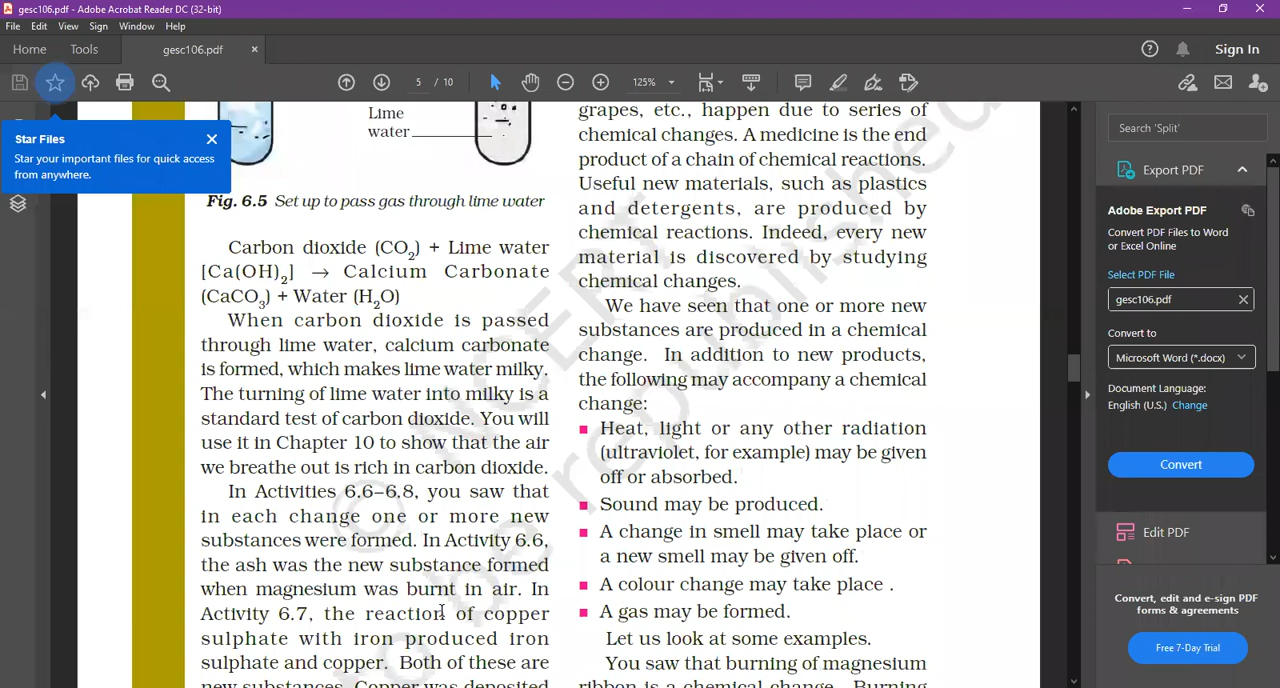 gesc106.pdf - Adobe Acrobat Reader DC (32-bit)
File Edit View Sign Window Help
Home Tools gesc106.pdf ×
Sign In
5 / 10
125%
Star Files
Star your important files for quick access
from anywhere.
Lime
water
Fig. 6.5 Set up to pass gas through lime water
Carbon dioxide (CO₂) + Lime water
[Ca(OH)₂] → Calcium Carbonate
(CaCO₃) + Water (H₂O)
When carbon dioxide is passed
through lime water, calcium carbonate
is formed, which makes lime water milky.
The turning of lime water into milky is a
standard test of carbon dioxide. You will
use it in Chapter 10 to show that the air
we breathe out is rich in carbon dioxide.
In Activities 6.6–6.8, you saw that
in each change one or more new
substances were formed. In Activity 6.6,
the ash was the new substance formed
when magnesium was burnt in air. In
Activity 6.7, the reaction of copper
sulphate with iron produced iron
sulphate and copper. Both of these are
new substances. Copper was deposited
grapes, etc., happen due to series of
chemical changes. A medicine is the end
product of a chain of chemical reactions.
Useful new materials, such as plastics
and detergents, are produced by
chemical reactions. Indeed, every new
material is discovered by studying
chemical changes.
We have seen that one or more new
substances are produced in a chemical
change. In addition to new products,
the following may accompany a chemical
change:
■ Heat, light or any other radiation
(ultraviolet, for example) may be given
off or absorbed.
■ Sound may be produced.
■ A change in smell may take place or
a new smell may be given off.
■ A colour change may take place .
■ A gas may be formed.
Let us look at some examples.
You saw that burning of magnesium
ribbon is a chemical change. Burning
© NCERT
to be republished
Search 'Split'
Export PDF
Adobe Export PDF
Convert PDF Files to Word
or Excel Online
Select PDF File
gesc106.pdf
Convert to
Microsoft Word (*.docx)
Document Language:
English (U.S.) Change
Convert
Edit PDF
Convert, edit and e-sign PDF
forms & agreements
Free 7-Day Trial